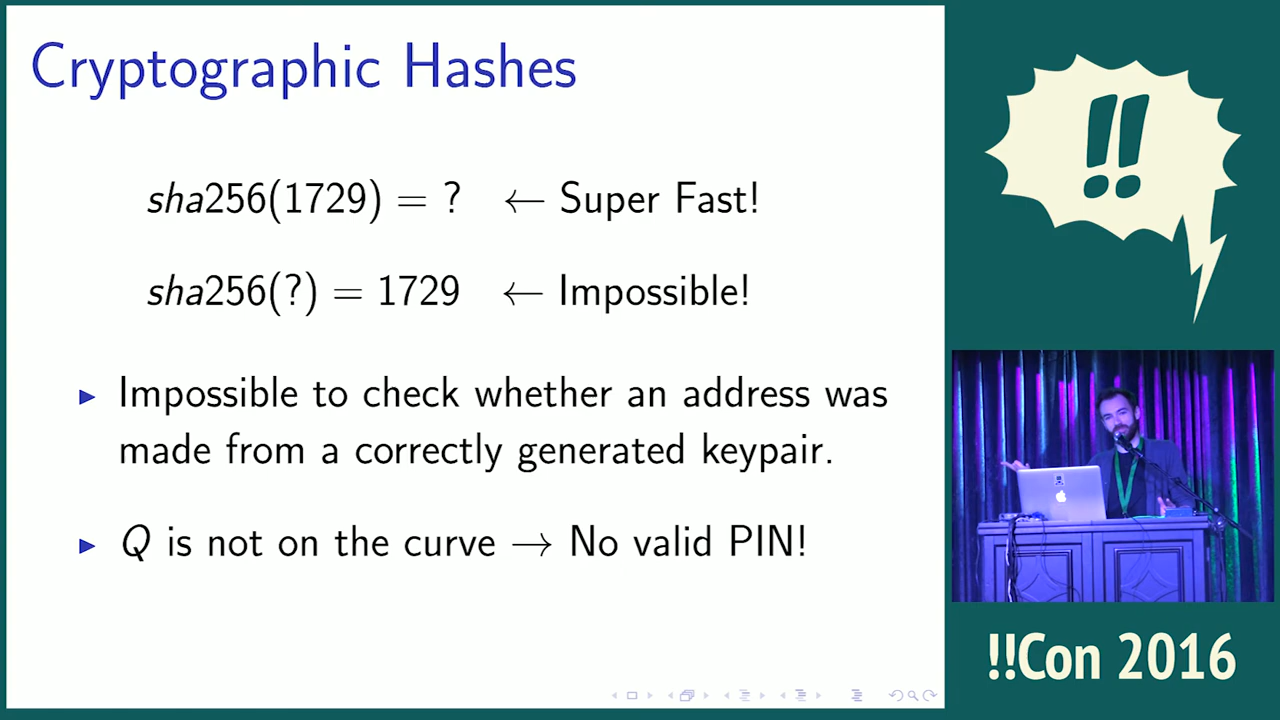 Cryptographic Hashes
sha256(1729) = ? ← Super Fast!
sha256(?) = 1729 ← Impossible!
▶ Impossible to check whether an address was
made from a correctly generated keypair.
▶ Q is not on the curve → No valid PIN!
!!
!!Con 2016